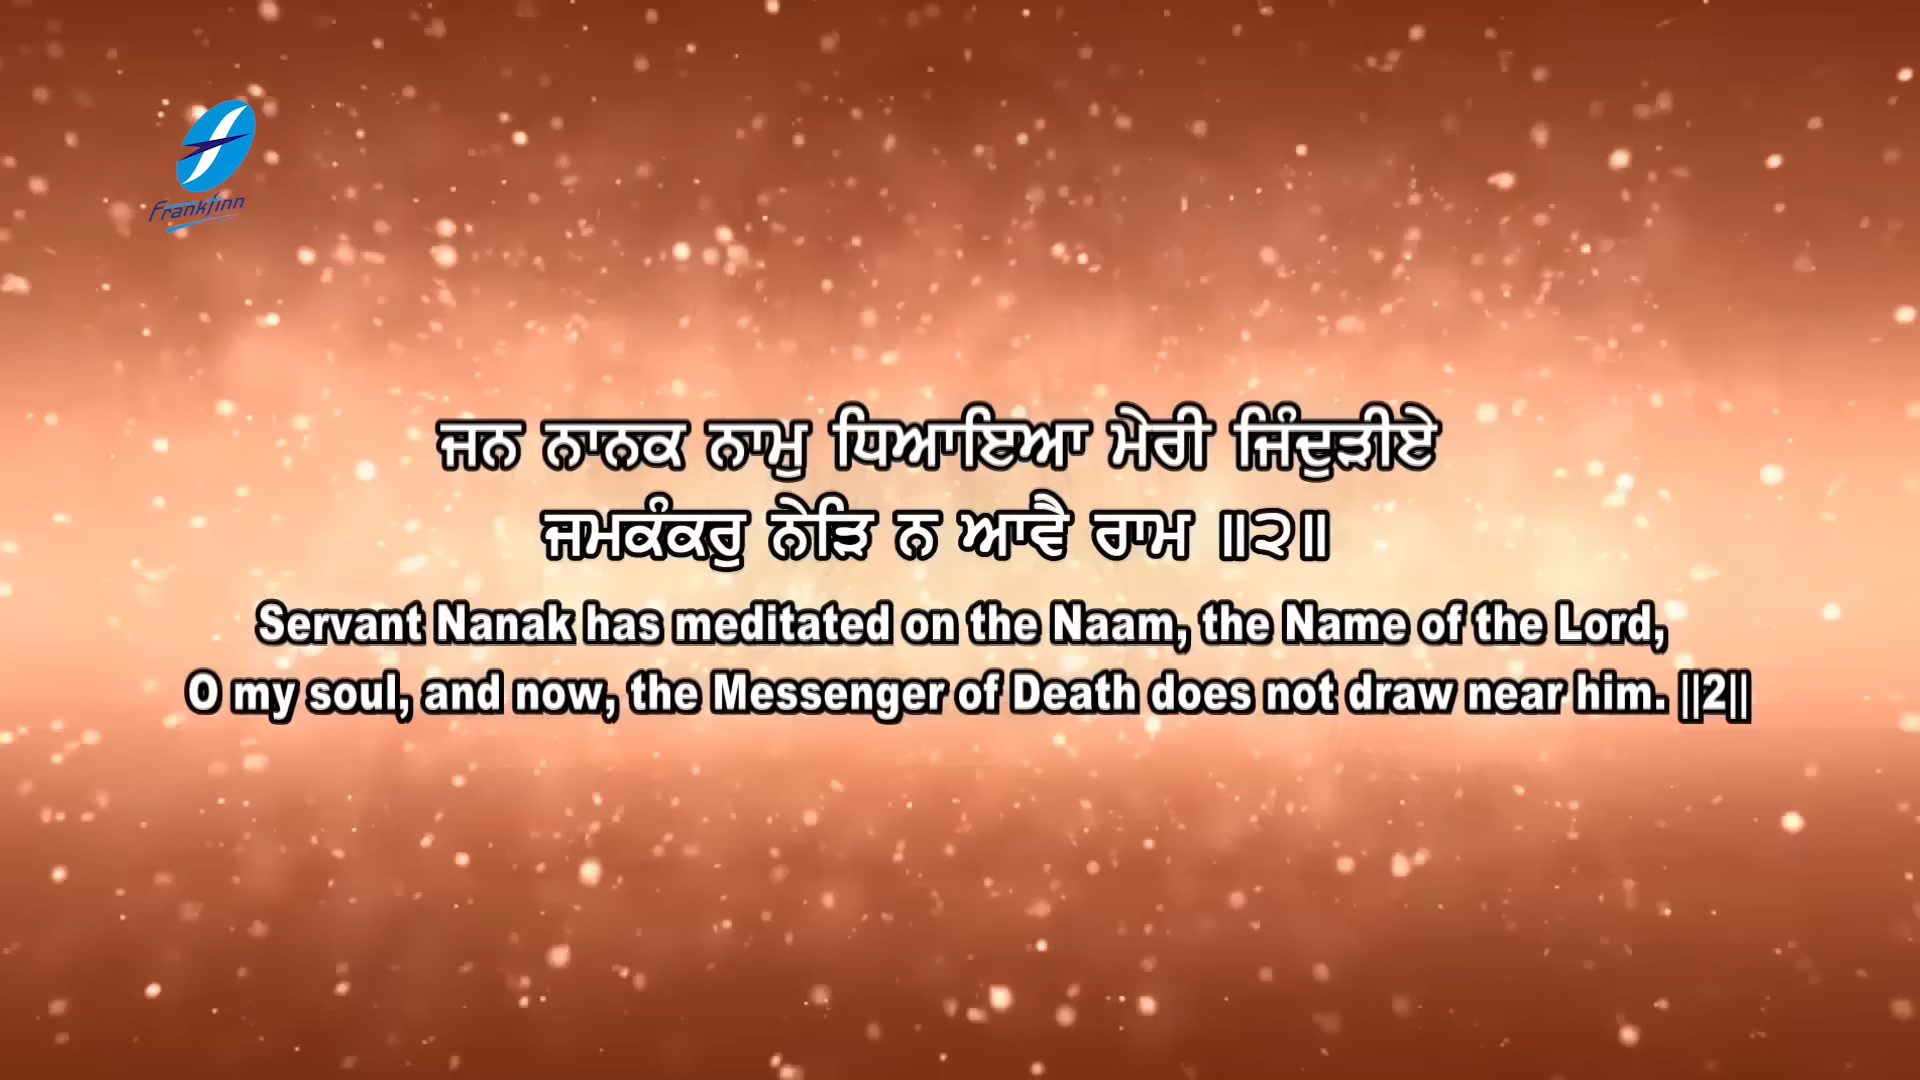 Frankfinn
ਜਨ ਨਾਨਕ ਨਾਮੁ ਧਿਆਇਆ ਮੇਰੀ ਜਿੰਦੁੜੀਏ
ਜਮਕੰਕਰੁ ਨੇੜਿ ਨ ਆਵੈ ਰਾਮ ॥੨॥
Servant Nanak has meditated on the Naam, the Name of the Lord,
O my soul, and now, the Messenger of Death does not draw near him. ||2||